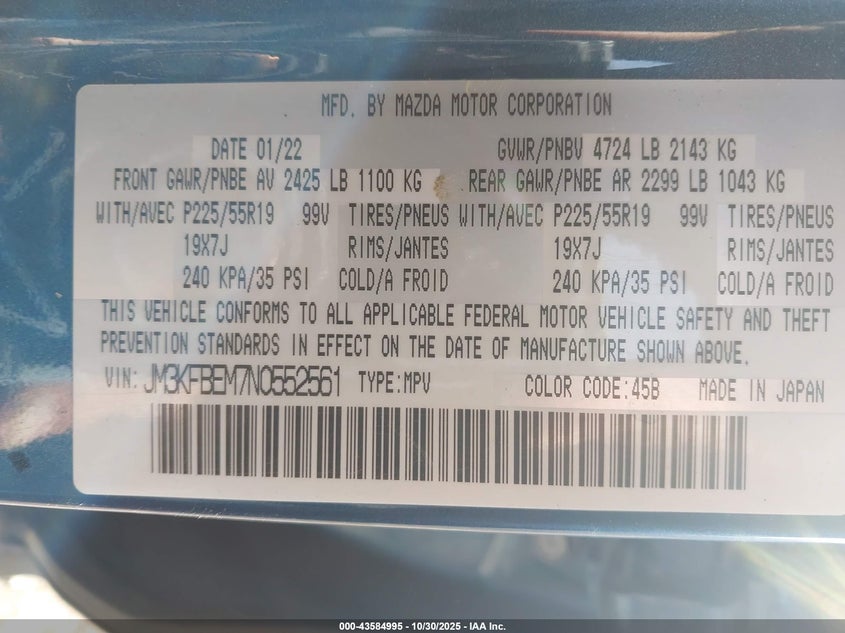 MFD. BY MAZDA MOTOR CORPORATION
DATE 01/22 GVWR/PNBV 4724 LB 2143 KG
FRONT GAWR/PNBE AV 2425 LB 1100 KG REAR GAWR/PNBE AR 2299 LB 1043 KG
WITH/AVEC P225/55R19 99V TIRES/PNEUS WITH/AVEC P225/55R19 99V TIRES/PNEUS
19X7J RIMS/JANTES 19X7J RIMS/JANTES
240 KPA/35 PSI COLD/A FROID 240 KPA/35 PSI COLD/A FROID
THIS VEHICLE CONFORMS TO ALL APPLICABLE FEDERAL MOTOR VEHICLE SAFETY AND THEFT
PREVENTION STANDARDS IN EFFECT ON THE DATE OF MANUFACTURE SHOWN ABOVE.
VIN: JM3KFBEM7N0552561 TYPE:MPV COLOR CODE:45B MADE IN JAPAN
000-43584995 - 10/30/2025 - IAA Inc.